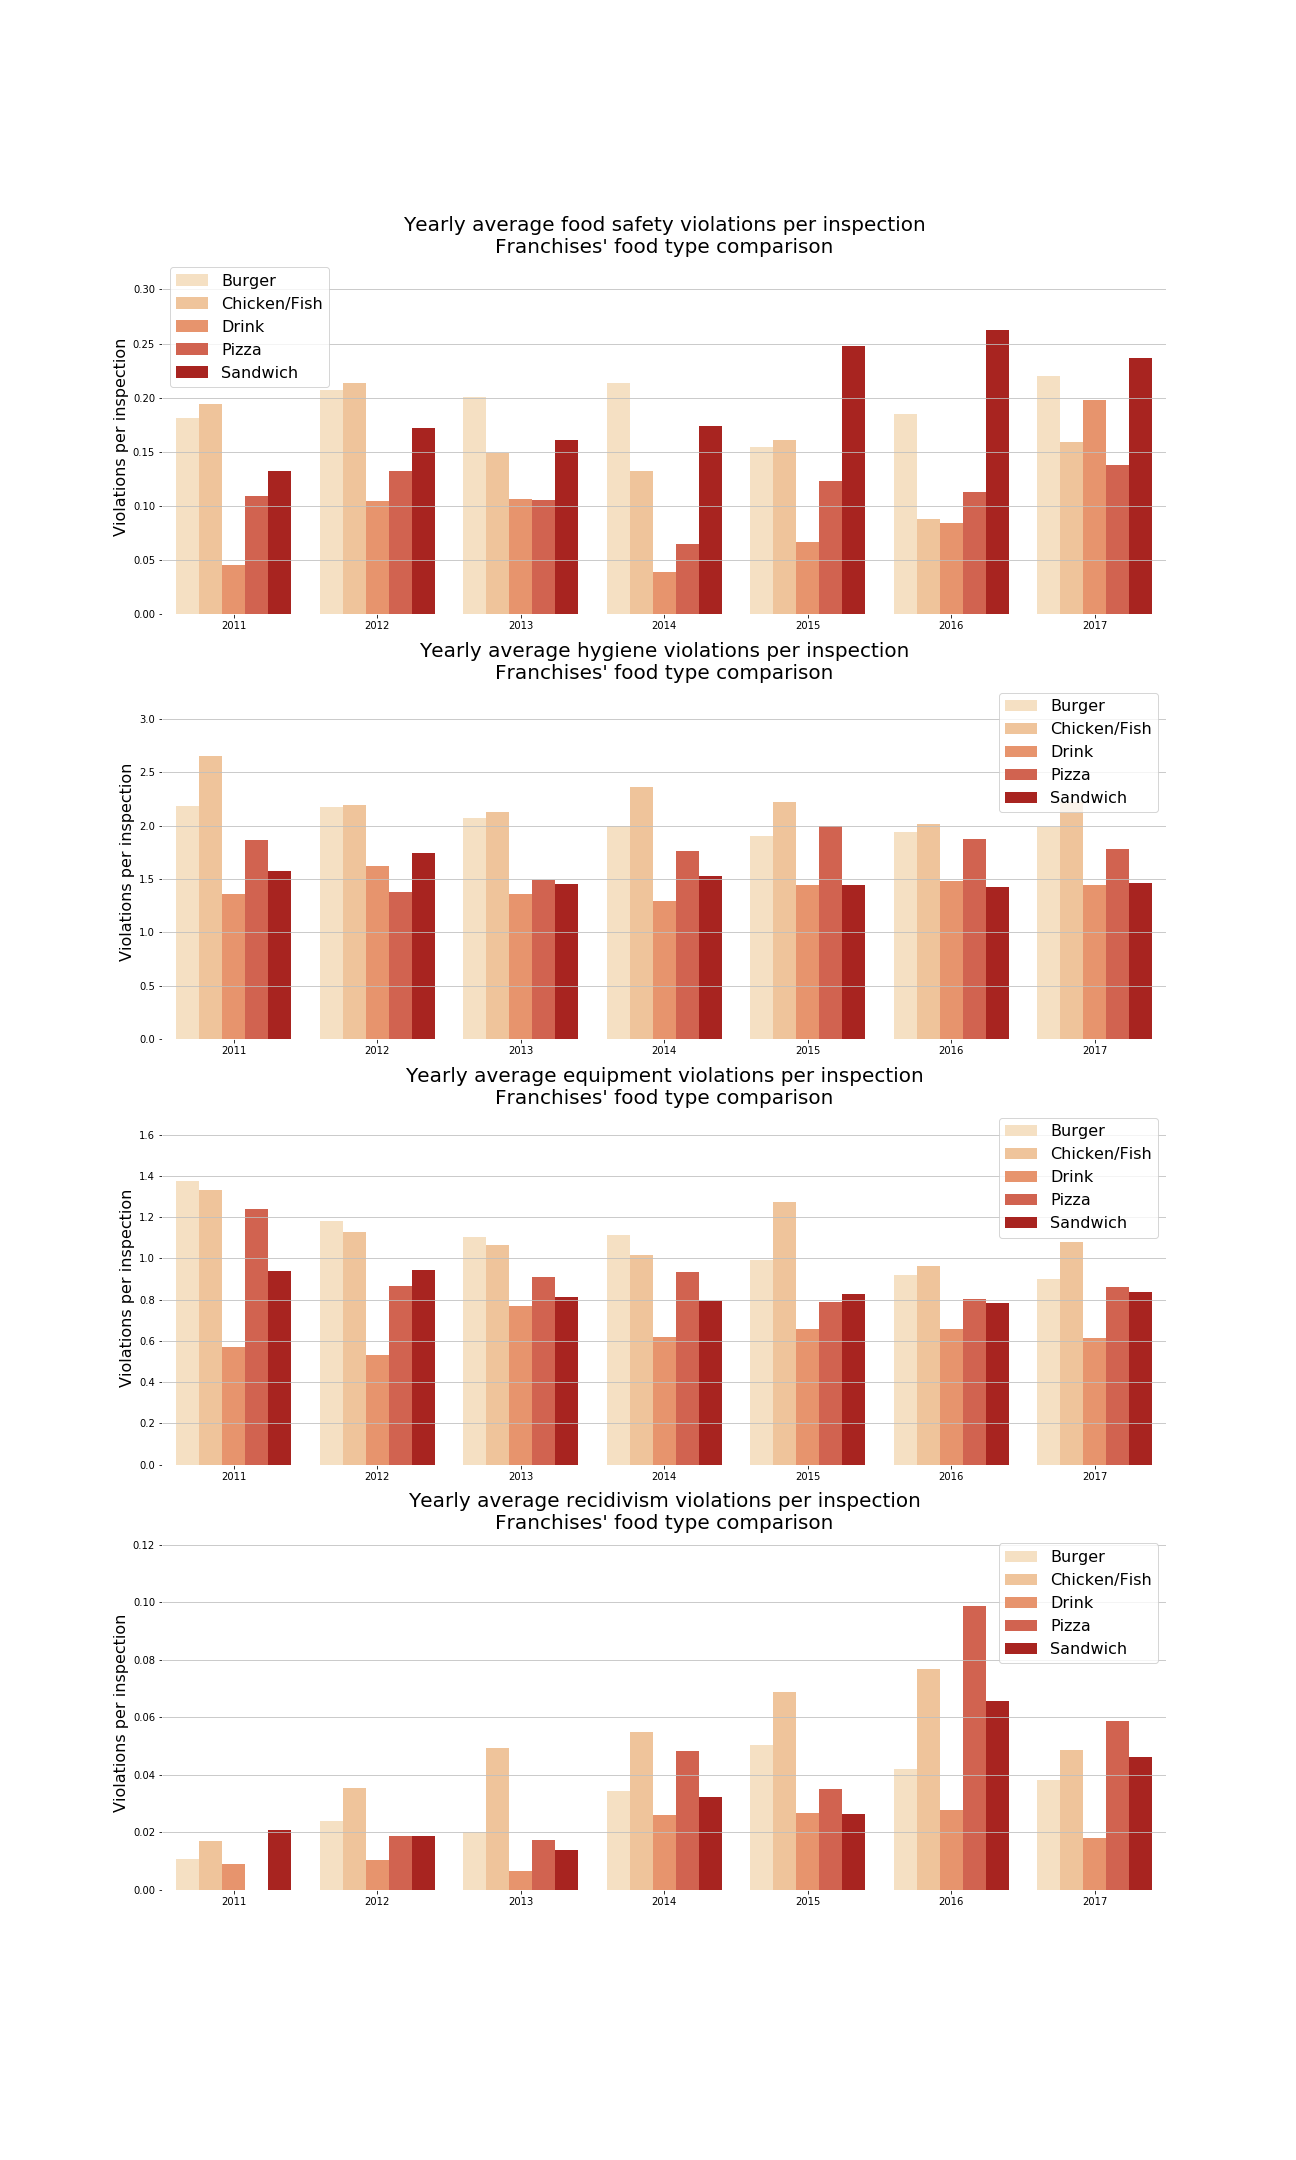 Yearly average food safety violations per inspection
Franchises' food type comparison
Burger
Chicken/Fish
Drink
Pizza
Sandwich
Violations per inspection
0.30
0.25
0.20
0.15
0.10
0.05
0.00
2011 2012 2013 2014 2015 2016 2017
Yearly average hygiene violations per inspection
Franchises' food type comparison
Burger
Chicken/Fish
Drink
Pizza
Sandwich
Violations per inspection
3.0
2.5
2.0
1.5
1.0
0.5
0.0
2011 2012 2013 2014 2015 2016 2017
Yearly average equipment violations per inspection
Franchises' food type comparison
Burger
Chicken/Fish
Drink
Pizza
Sandwich
Violations per inspection
1.6
1.4
1.2
1.0
0.8
0.6
0.4
0.2
0.0
2011 2012 2013 2014 2015 2016 2017
Yearly average recidivism violations per inspection
Franchises' food type comparison
Burger
Chicken/Fish
Drink
Pizza
Sandwich
Violations per inspection
0.12
0.10
0.08
0.06
0.04
0.02
0.00
2011 2012 2013 2014 2015 2016 2017